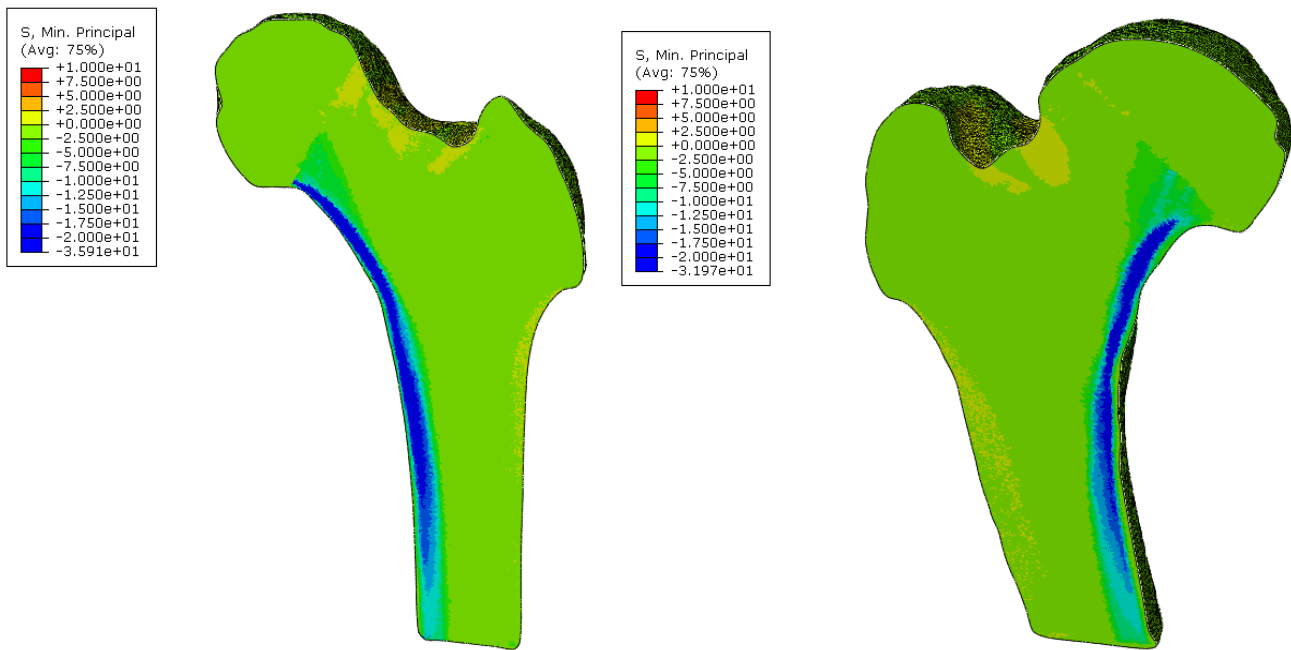 S, Min. Principal
(Avg: 75%)
+1.000e+01
+7.500e+00
+5.000e+00
+2.500e+00
+0.000e+00
-2.500e+00
-5.000e+00
-7.500e+00
-1.000e+01
-1.250e+01
-1.500e+01
-1.750e+01
-2.000e+01
-3.591e+01
S, Min. Principal
(Avg: 75%)
+1.000e+01
+7.500e+00
+5.000e+00
+2.500e+00
+0.000e+00
-2.500e+00
-5.000e+00
-7.500e+00
-1.000e+01
-1.250e+01
-1.500e+01
-1.750e+01
-2.000e+01
-3.197e+01